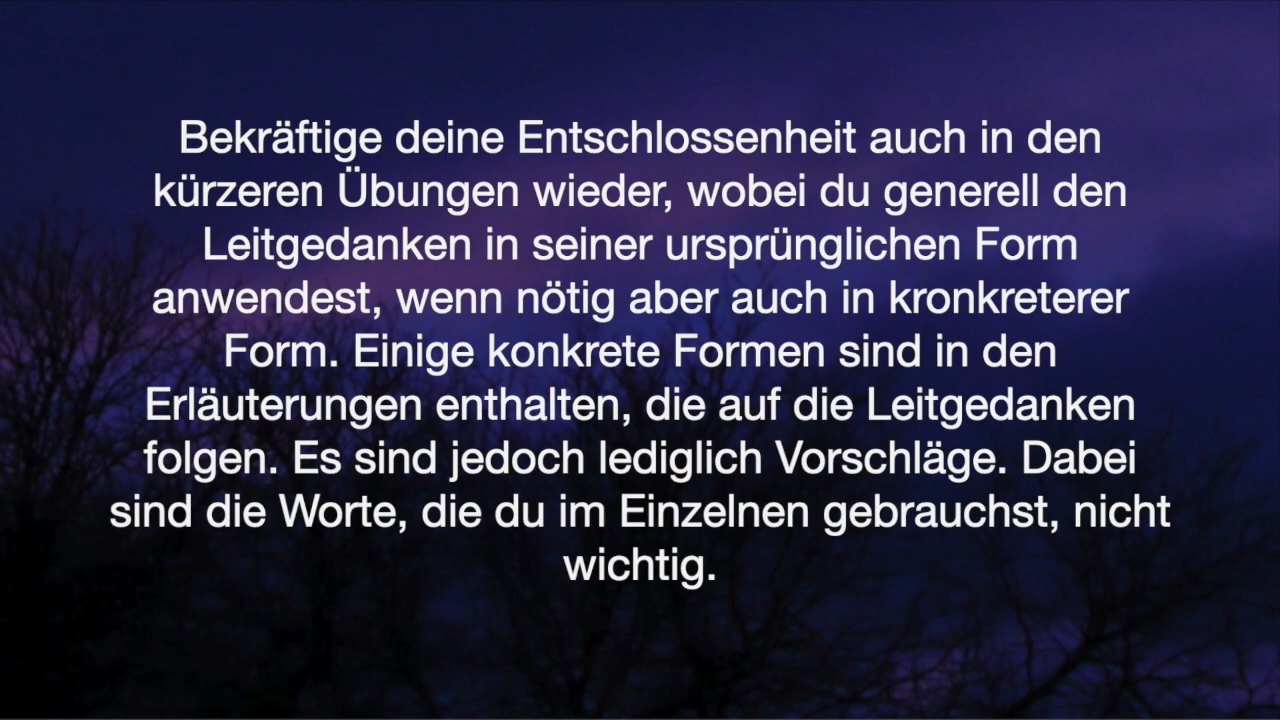 Bekräftige deine Entschlossenheit auch in den
kürzeren Übungen wieder, wobei du generell den
Leitgedanken in seiner ursprünglichen Form
anwendest, wenn nötig aber auch in kronkreterer
Form. Einige konkrete Formen sind in den
Erläuterungen enthalten, die auf die Leitgedanken
folgen. Es sind jedoch lediglich Vorschläge. Dabei
sind die Worte, die du im Einzelnen gebrauchst, nicht
wichtig.